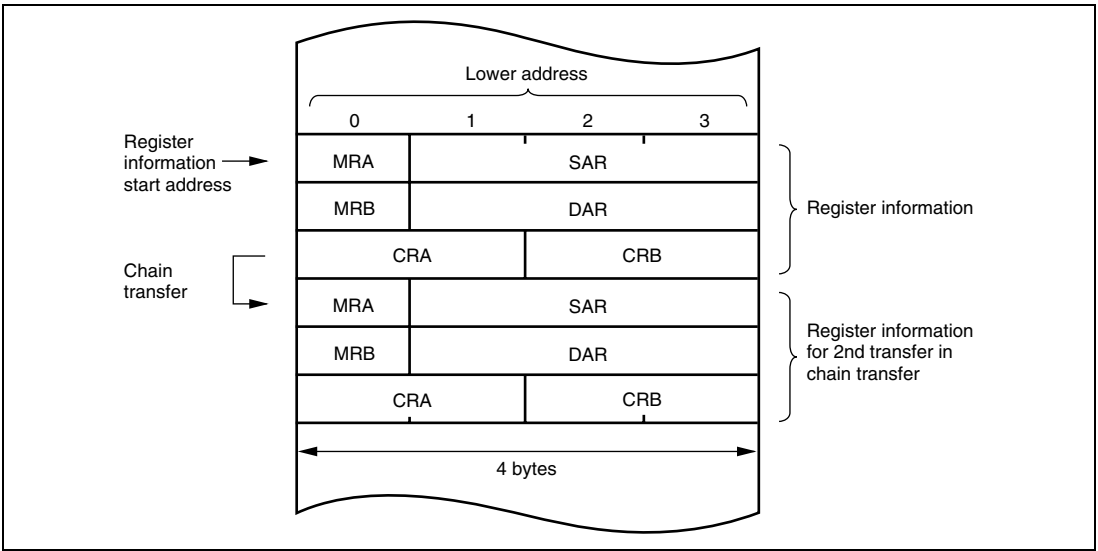 Lower address
0 1 2 3
Register
information
start address
MRA SAR
MRB DAR
Register information
CRA CRB
Chain
transfer
MRA SAR
MRB DAR
Register information
for 2nd transfer in
chain transfer
CRA CRB
4 bytes